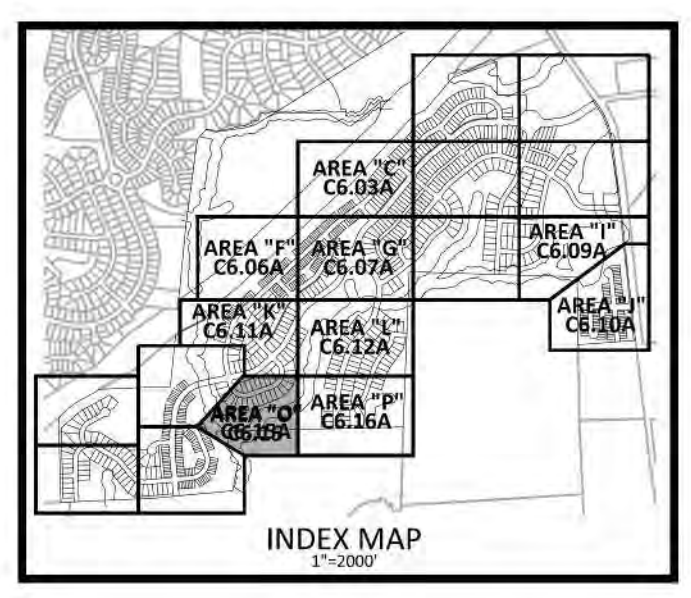 AREA "C"
C6.03A
AREA "F"
C6.06A
AREA "G"
C6.07A
AREA "I"
C6.09A
AREA "J"
C6.10A
AREA "K"
C6.11A
AREA "L"
C6.12A
AREA "O"
AREA "P"
C6.16A
INDEX MAP
1"=2000'